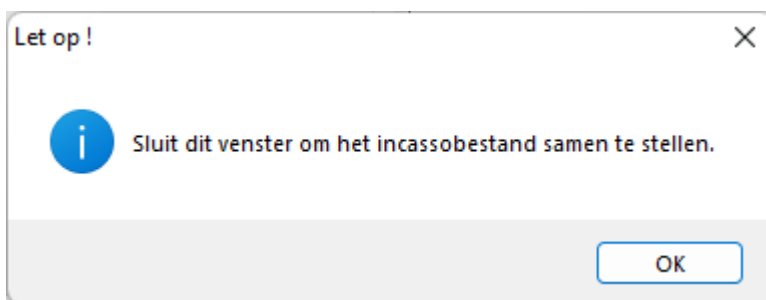 Let op !
Sluit dit venster om het incassobestand samen te stellen.
OK